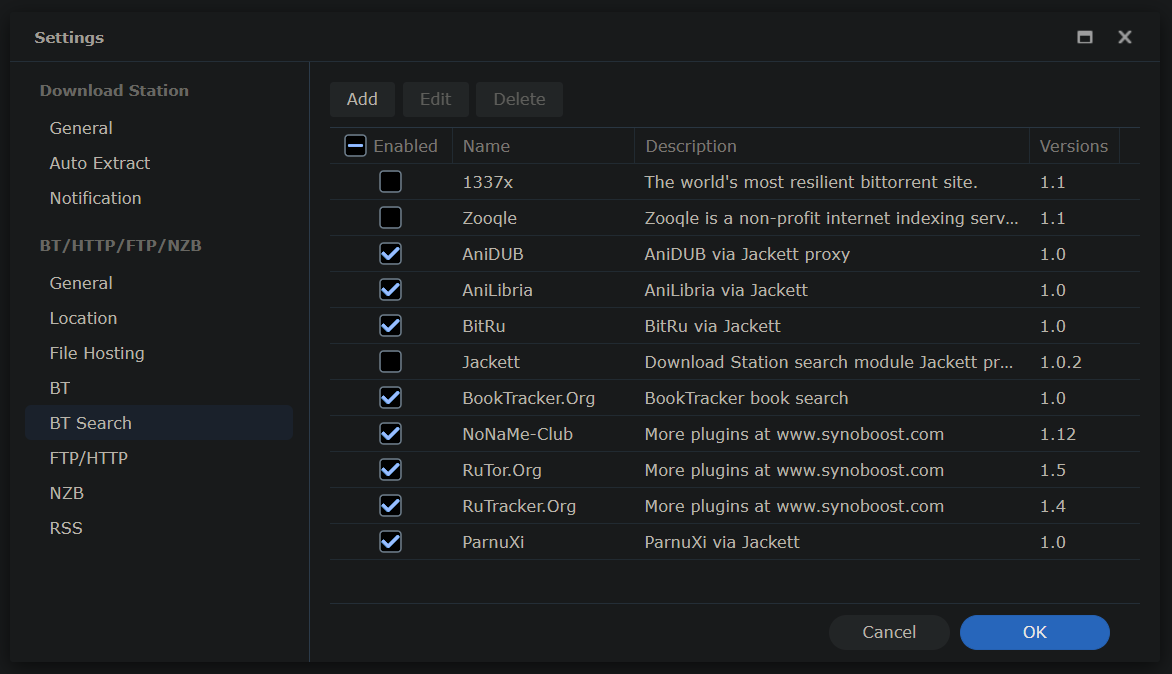 Settings
Download Station
General
Auto Extract
Notification
BT/HTTP/FTP/NZB
General
Location
File Hosting
BT
BT Search
FTP/HTTP
NZB
RSS
Add Edit Delete
Enabled Name Description Versions
1337x The world's most resilient bittorrent site. 1.1
Zooqle Zooqle is a non-profit internet indexing serv... 1.1
AniDUB AniDUB via Jackett proxy 1.0
AniLibria AniLibria via Jackett 1.0
BitRu BitRu via Jackett 1.0
Jackett Download Station search module Jackett pr... 1.0.2
BookTracker.Org BookTracker book search 1.0
NoNaMe-Club More plugins at www.synoboost.com 1.12
RuTor.Org More plugins at www.synoboost.com 1.5
RuTracker.Org More plugins at www.synoboost.com 1.4
ParnuXi ParnuXi via Jackett 1.0
Cancel OK